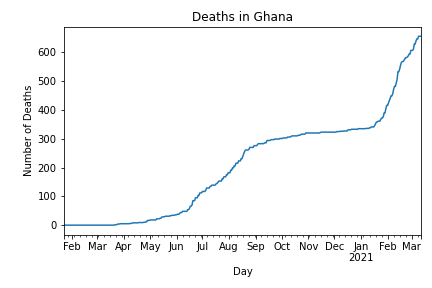 Deaths in Ghana
Number of Deaths
600
500
400
300
200
100
0
Feb Mar Apr May Jun Jul Aug Sep Oct Nov Dec Jan Feb Mar
2021
Day